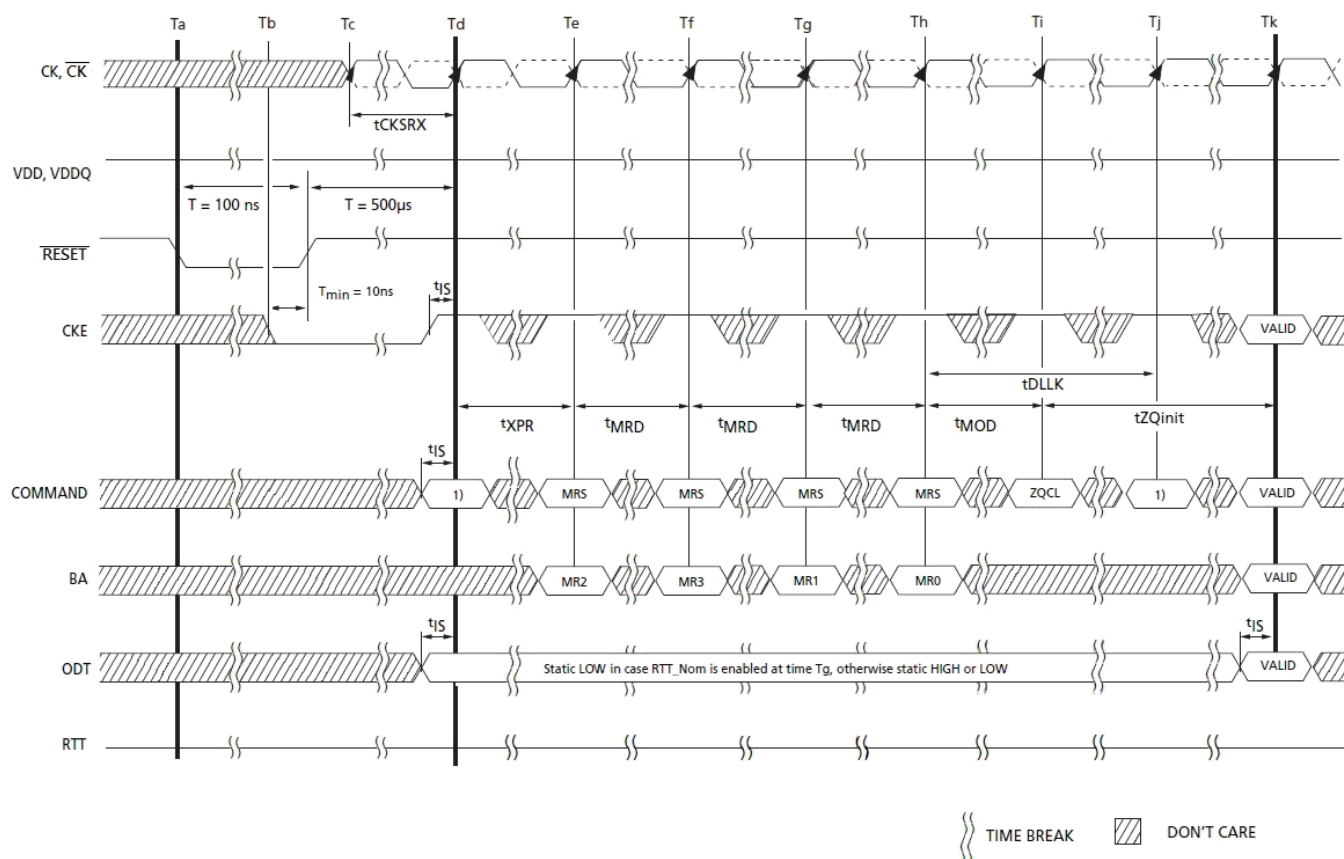 Ta Tb Tc Td Te Tf Tg Th Ti Tj Tk
CK, CK
tCKSRX
VDD, VDDQ
T = 100 ns T = 500µs
RESET
Tmin = 10ns tIS
CKE VALID
tDLLK
tXPR tMRD tMRD tMRD tMOD tZQinit
tIS
COMMAND 1) MRS MRS MRS MRS ZQCL 1) VALID
BA MR2 MR3 MR1 MR0 VALID
tIS tIS
ODT Static LOW in case RTT_Nom is enabled at time Tg, otherwise static HIGH or LOW VALID
RTT
TIME BREAK DON'T CARE